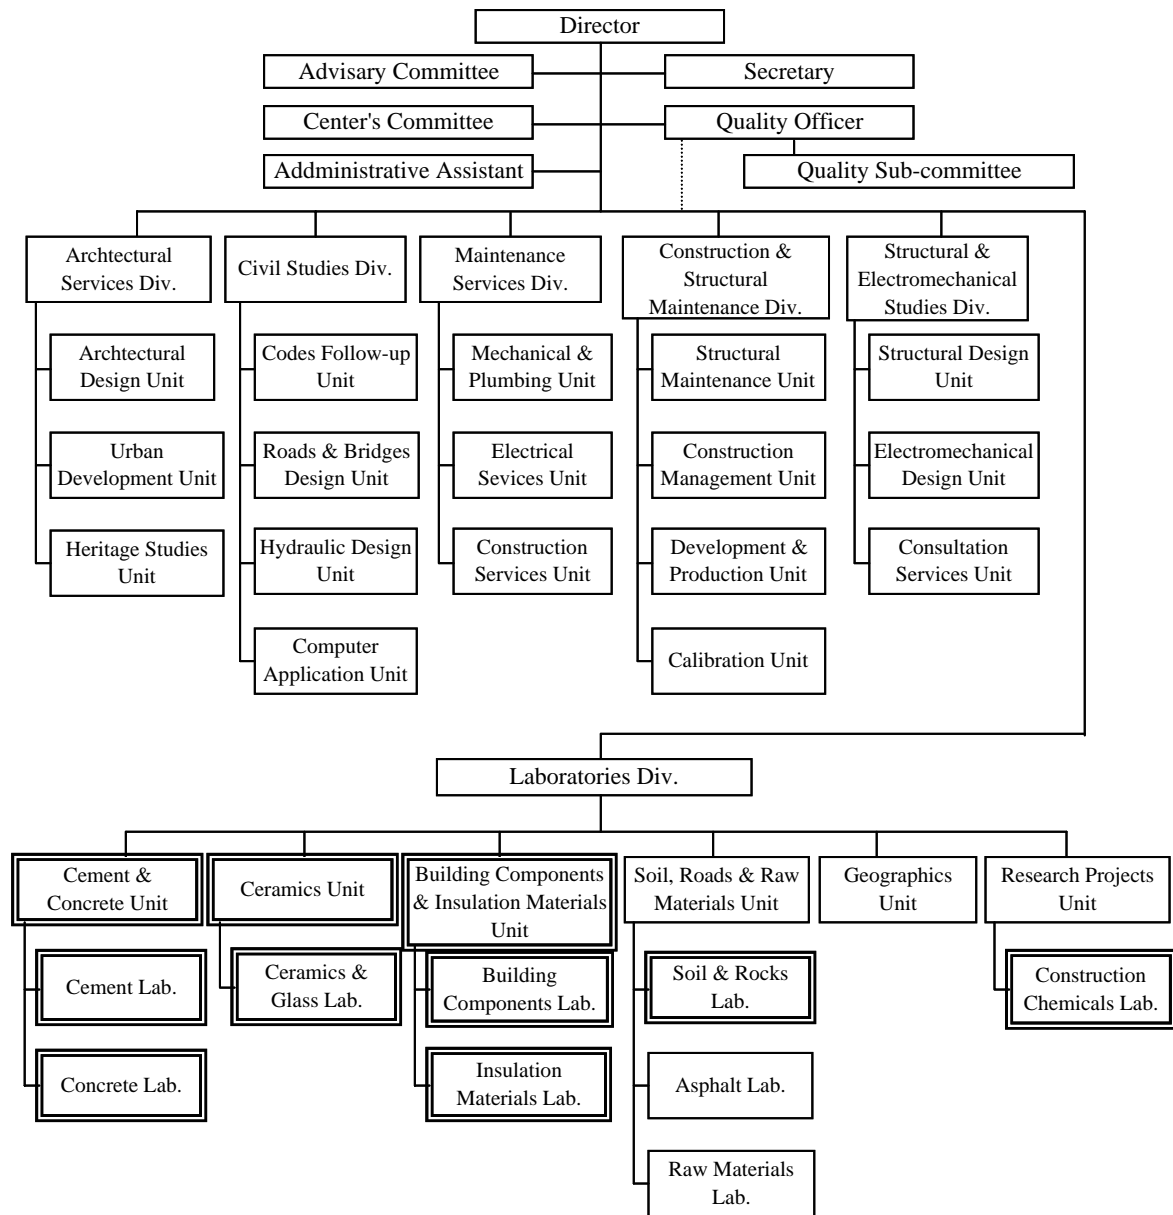 Director
Advisary Committee
Secretary
Center's Committee
Quality Officer
Addministrative Assistant
Quality Sub-committee
Archtectural
Services Div.
Civil Studies Div.
Maintenance
Services Div.
Construction &
Structural
Maintenance Div.
Structural &
Electromechanical
Studies Div.
Archtectural
Design Unit
Codes Follow-up
Unit
Mechanical &
Plumbing Unit
Structural
Maintenance Unit
Structural Design
Unit
Urban
Development Unit
Roads & Bridges
Design Unit
Electrical
Sevices Unit
Construction
Management Unit
Electromechanical
Design Unit
Heritage Studies
Unit
Hydraulic Design
Unit
Construction
Services Unit
Development &
Production Unit
Consultation
Services Unit
Computer
Application Unit
Calibration Unit
Laboratories Div.
Cement &
Concrete Unit
Ceramics Unit
Building Components
& Insulation Materials
Unit
Soil, Roads & Raw
Materials Unit
Geographics
Unit
Research Projects
Unit
Cement Lab.
Ceramics &
Glass Lab.
Building
Components Lab.
Soil & Rocks
Lab.
Construction
Chemicals Lab.
Concrete Lab.
Insulation
Materials Lab.
Asphalt Lab.
Raw Materials
Lab.